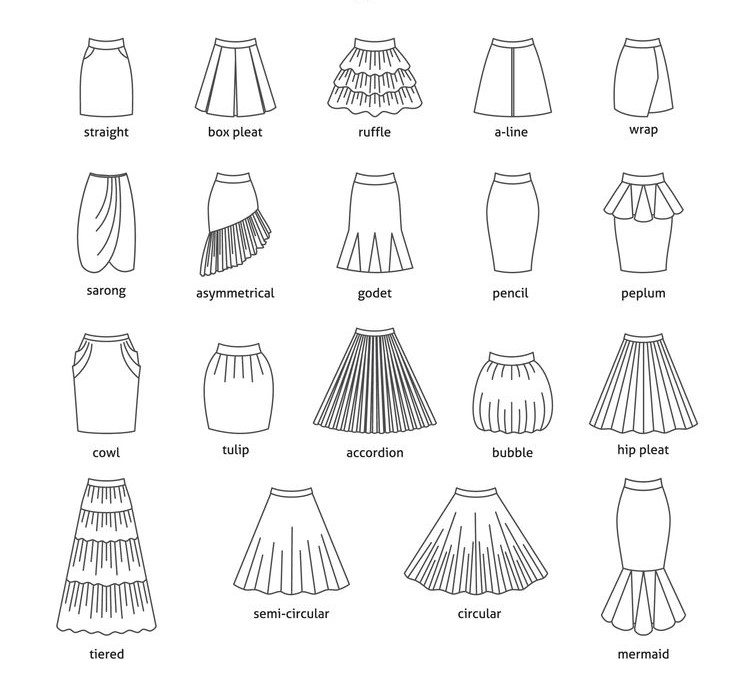 straight
box pleat
ruffle
a-line
wrap
sarong
asymmetrical
godet
pencil
peplum
cowl
tulip
accordion
bubble
hip pleat
tiered
semi-circular
circular
mermaid